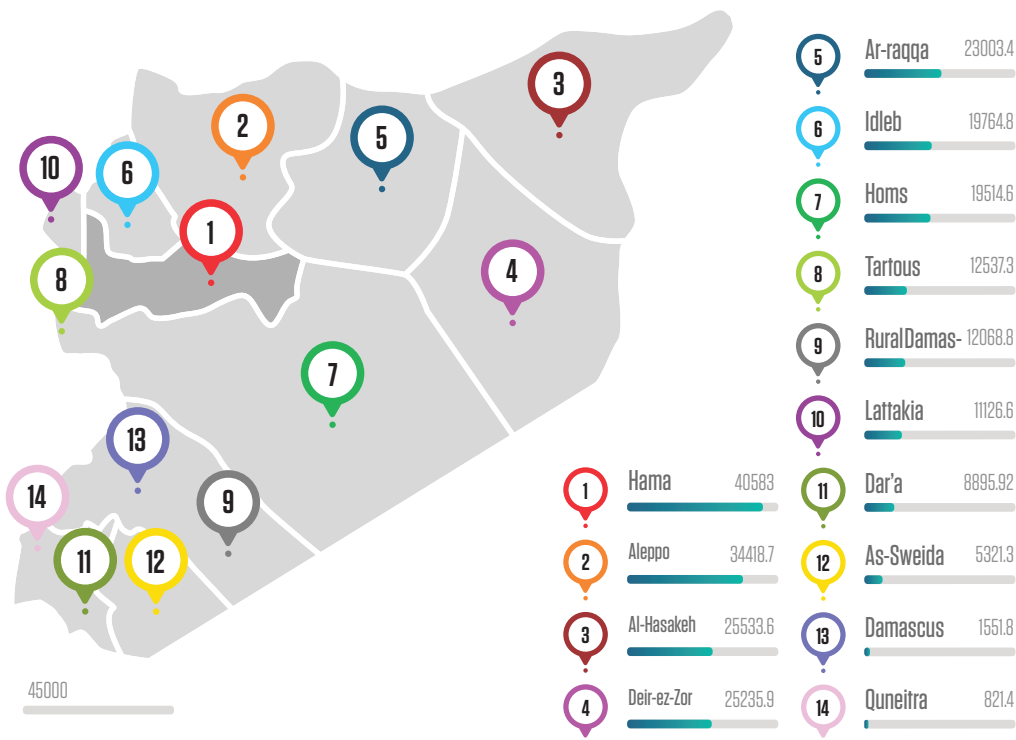 3
2
5
10
6
1
4
8
7
13
14
9
11
12
45000
1
Hama 40583
2
Aleppo 34418.7
3
Al-Hasakeh 25533.6
4
Deir-ez-Zor 25235.9
5
Ar-raqqa 23003.4
6
Idleb 19764.8
7
Homs 19514.6
8
Tartous 12537.3
9
RuralDamas- 12068.8
10
Lattakia 11126.6
11
Dar'a 8895.92
12
As-Sweida 5321.3
13
Damascus 1551.8
14
Quneitra 821.4